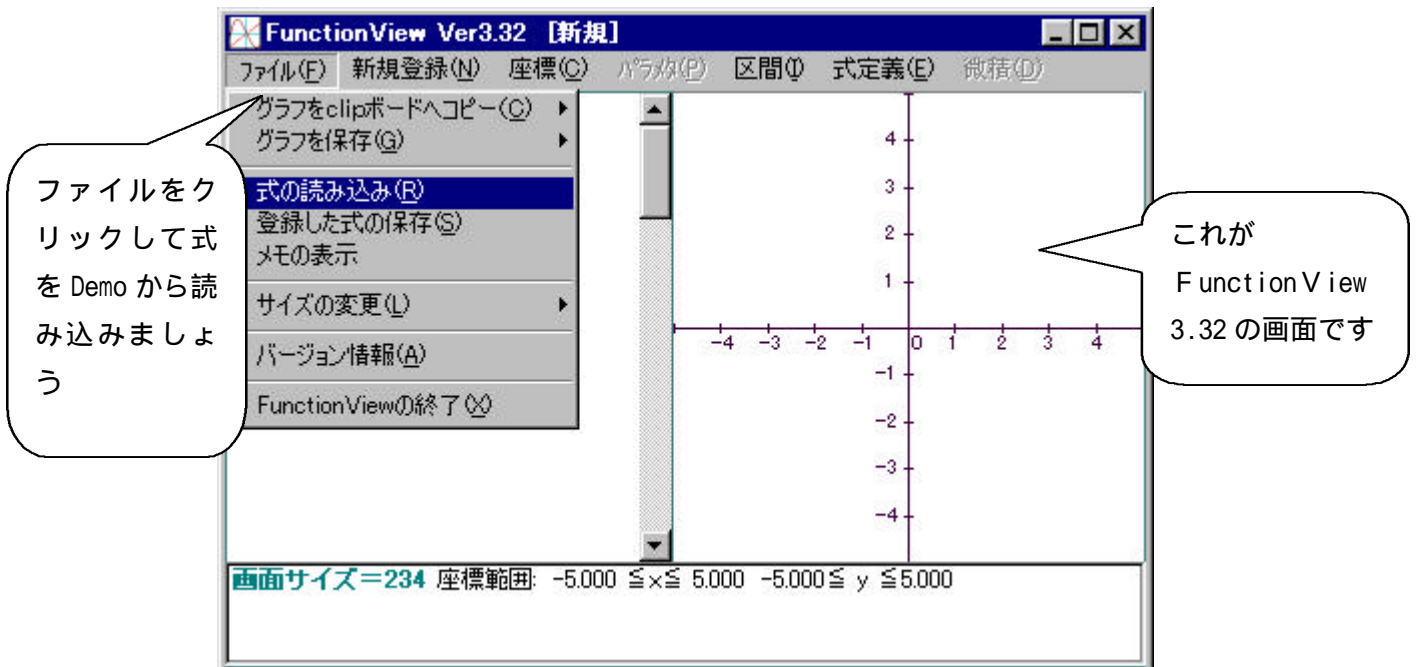 FunctionView Ver3.32 [新規]
ファイル(F) 新規登録(N) 座標(C) パラメタ(P) 区間(I) 式定義(E) 微積(D)
グラフをclipボードへコピー(C)
グラフを保存(G)
式の読み込み(R)
登録した式の保存(S)
メモの表示
サイズの変更(L)
バージョン情報(A)
FunctionViewの終了(X)
ファイルをク
リックして式
を Demo から読
み込みましょ
う
4
3
2
1
-4 -3 -2 -1 0 1 2 3 4
-1
-2
-3
-4
これが
FunctionView
3.32 の画面です
画面サイズ=234 座標範囲: -5.000 ≦x≦ 5.000 -5.000≦ y ≦5.000